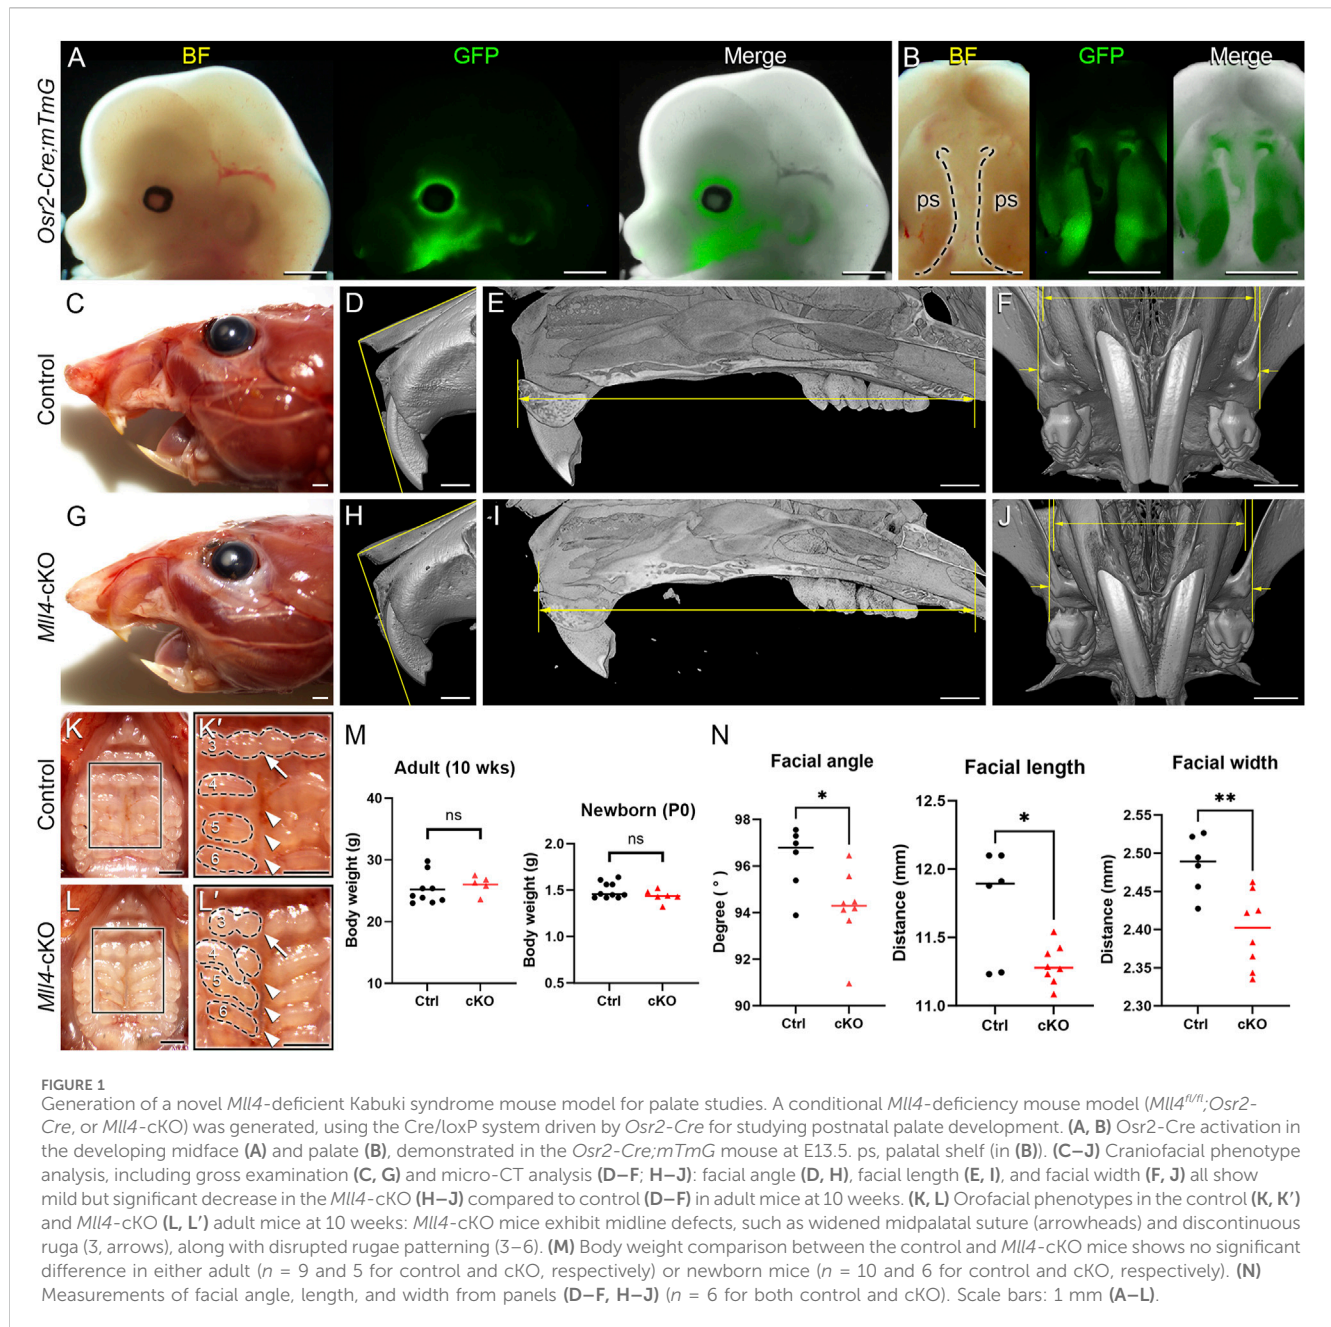 A
BF
GFP
Merge
Osr2-Cre;mTmG
B
BF
GFP
Merge
ps
ps
C
D
E
F
Control
G
H
I
J
Mll4-cKO
K
K′
3
4
5
6
Control
L
L′
3
4
5
6
Mll4-cKO
M
Adult (10 wks)
Body weight (g)
40
30
20
10
ns
Ctrl
cKO
Newborn (P0)
Body weight (g)
2.0
1.5
1.0
0.5
ns
Ctrl
cKO
N
Facial angle
Degree (°)
98
96
94
92
90
*
Ctrl
cKO
Facial length
Distance (mm)
12.5
12.0
11.5
11.0
*
Ctrl
cKO
Facial width
Distance (mm)
2.55
2.50
2.45
2.40
2.35
2.30
**
Ctrl
cKO
FIGURE 1
Generation of a novel Mll4-deficient Kabuki syndrome mouse model for palate studies. A conditional Mll4-deficiency mouse model (Mll4fl/fl;Osr2-
Cre, or Mll4-cKO) was generated, using the Cre/loxP system driven by Osr2-Cre for studying postnatal palate development. (A, B) Osr2-Cre activation in
the developing midface (A) and palate (B), demonstrated in the Osr2-Cre;mTmG mouse at E13.5. ps, palatal shelf (in (B)). (C–J) Craniofacial phenotype
analysis, including gross examination (C, G) and micro-CT analysis (D–F; H–J): facial angle (D, H), facial length (E, I), and facial width (F, J) all show
mild but significant decrease in the Mll4-cKO (H–J) compared to control (D–F) in adult mice at 10 weeks. (K, L) Orofacial phenotypes in the control (K, K′)
and Mll4-cKO (L, L′) adult mice at 10 weeks: Mll4-cKO mice exhibit midline defects, such as widened midpalatal suture (arrowheads) and discontinuous
ruga (3, arrows), along with disrupted rugae patterning (3–6). (M) Body weight comparison between the control and Mll4-cKO mice shows no significant
difference in either adult (n = 9 and 5 for control and cKO, respectively) or newborn mice (n = 10 and 6 for control and cKO, respectively). (N)
Measurements of facial angle, length, and width from panels (D–F, H–J) (n = 6 for both control and cKO). Scale bars: 1 mm (A–L).